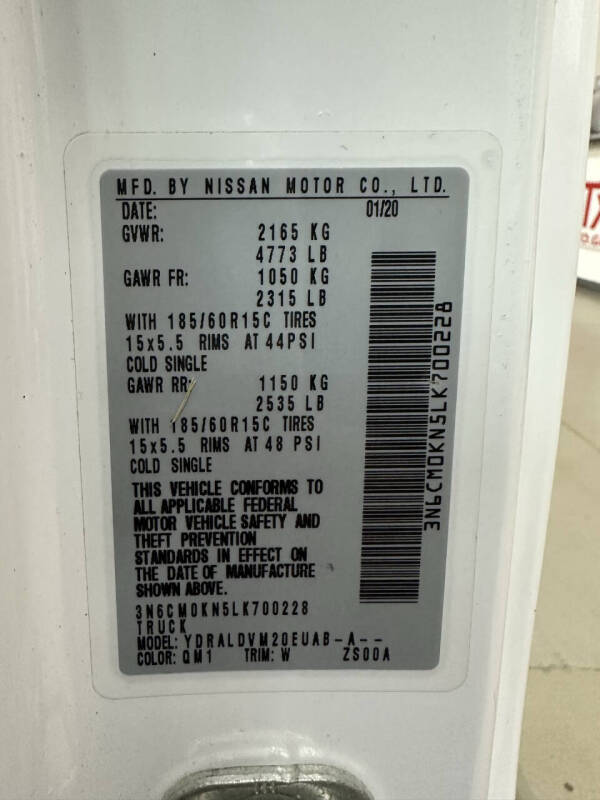 MFD. BY NISSAN MOTOR CO., LTD.
DATE: 01/20
GVWR: 2165 KG
4773 LB
GAWR FR: 1050 KG
2315 LB
WITH 185/60R15C TIRES
15x5.5 RIMS AT 44PSI
COLD SINGLE
GAWR RR: 1150 KG
2535 LB
WITH 185/60R15C TIRES
15x5.5 RIMS AT 48 PSI
COLD SINGLE
THIS VEHICLE CONFORMS TO
ALL APPLICABLE FEDERAL
MOTOR VEHICLE SAFETY AND
THEFT PREVENTION
STANDARDS IN EFFECT ON
THE DATE OF MANUFACTURE
SHOWN ABOVE.
3N6CM0KN5LK700228
TRUCK
MODEL: YDRALDVM20EUAB-A--
COLOR: QM1 TRIM: W ZS00A
3N6CM0KN5LK700228